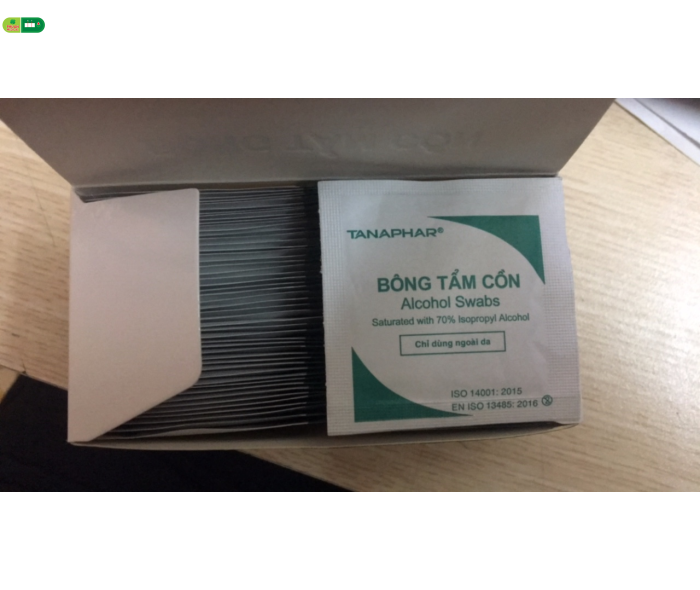 TANAPHAR®
BÔNG TẨM CỒN
Alcohol Swabs
Saturated with 70% Isopropyl Alcohol
Chỉ dùng ngoài da
ISO 14001: 2015
EN ISO 13485: 2016